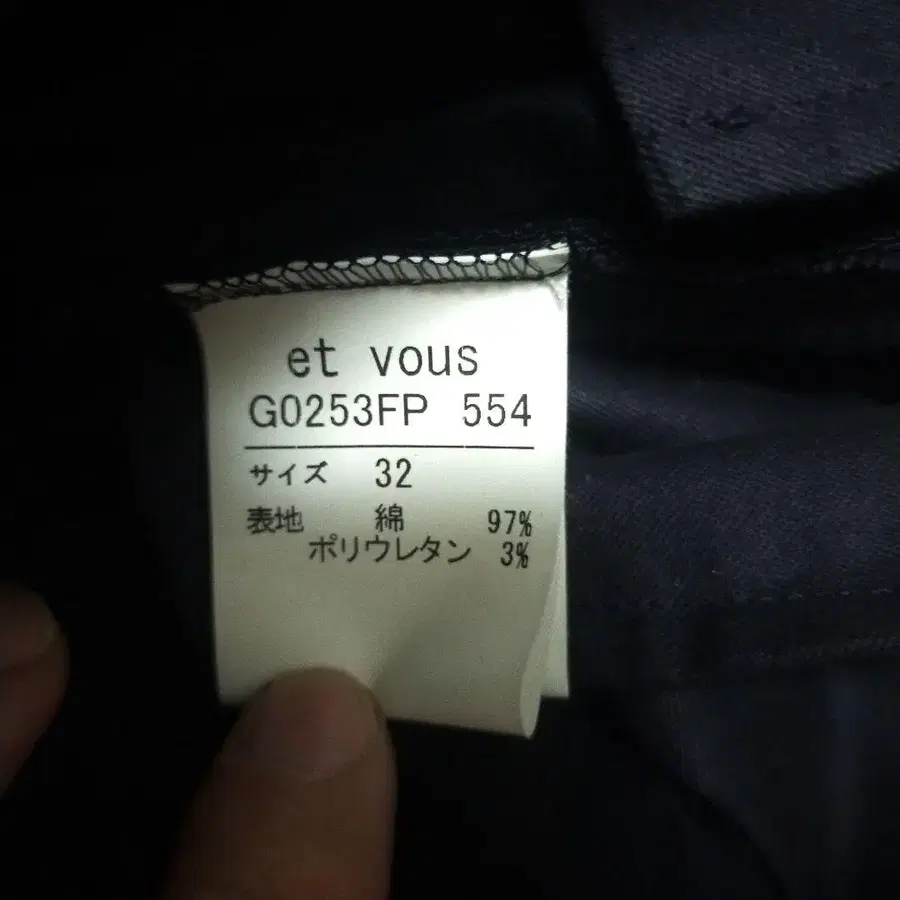 et vous
G0253FP 554
サイズ 32
表地 綿 97%
ポリウレタン 3%